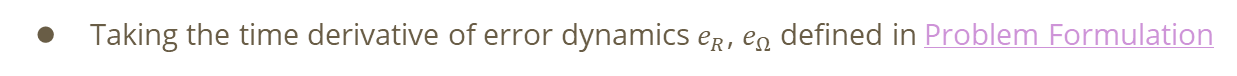 ● Taking the time derivative of error dynamics e_R, e_Ω defined in Problem Formulation